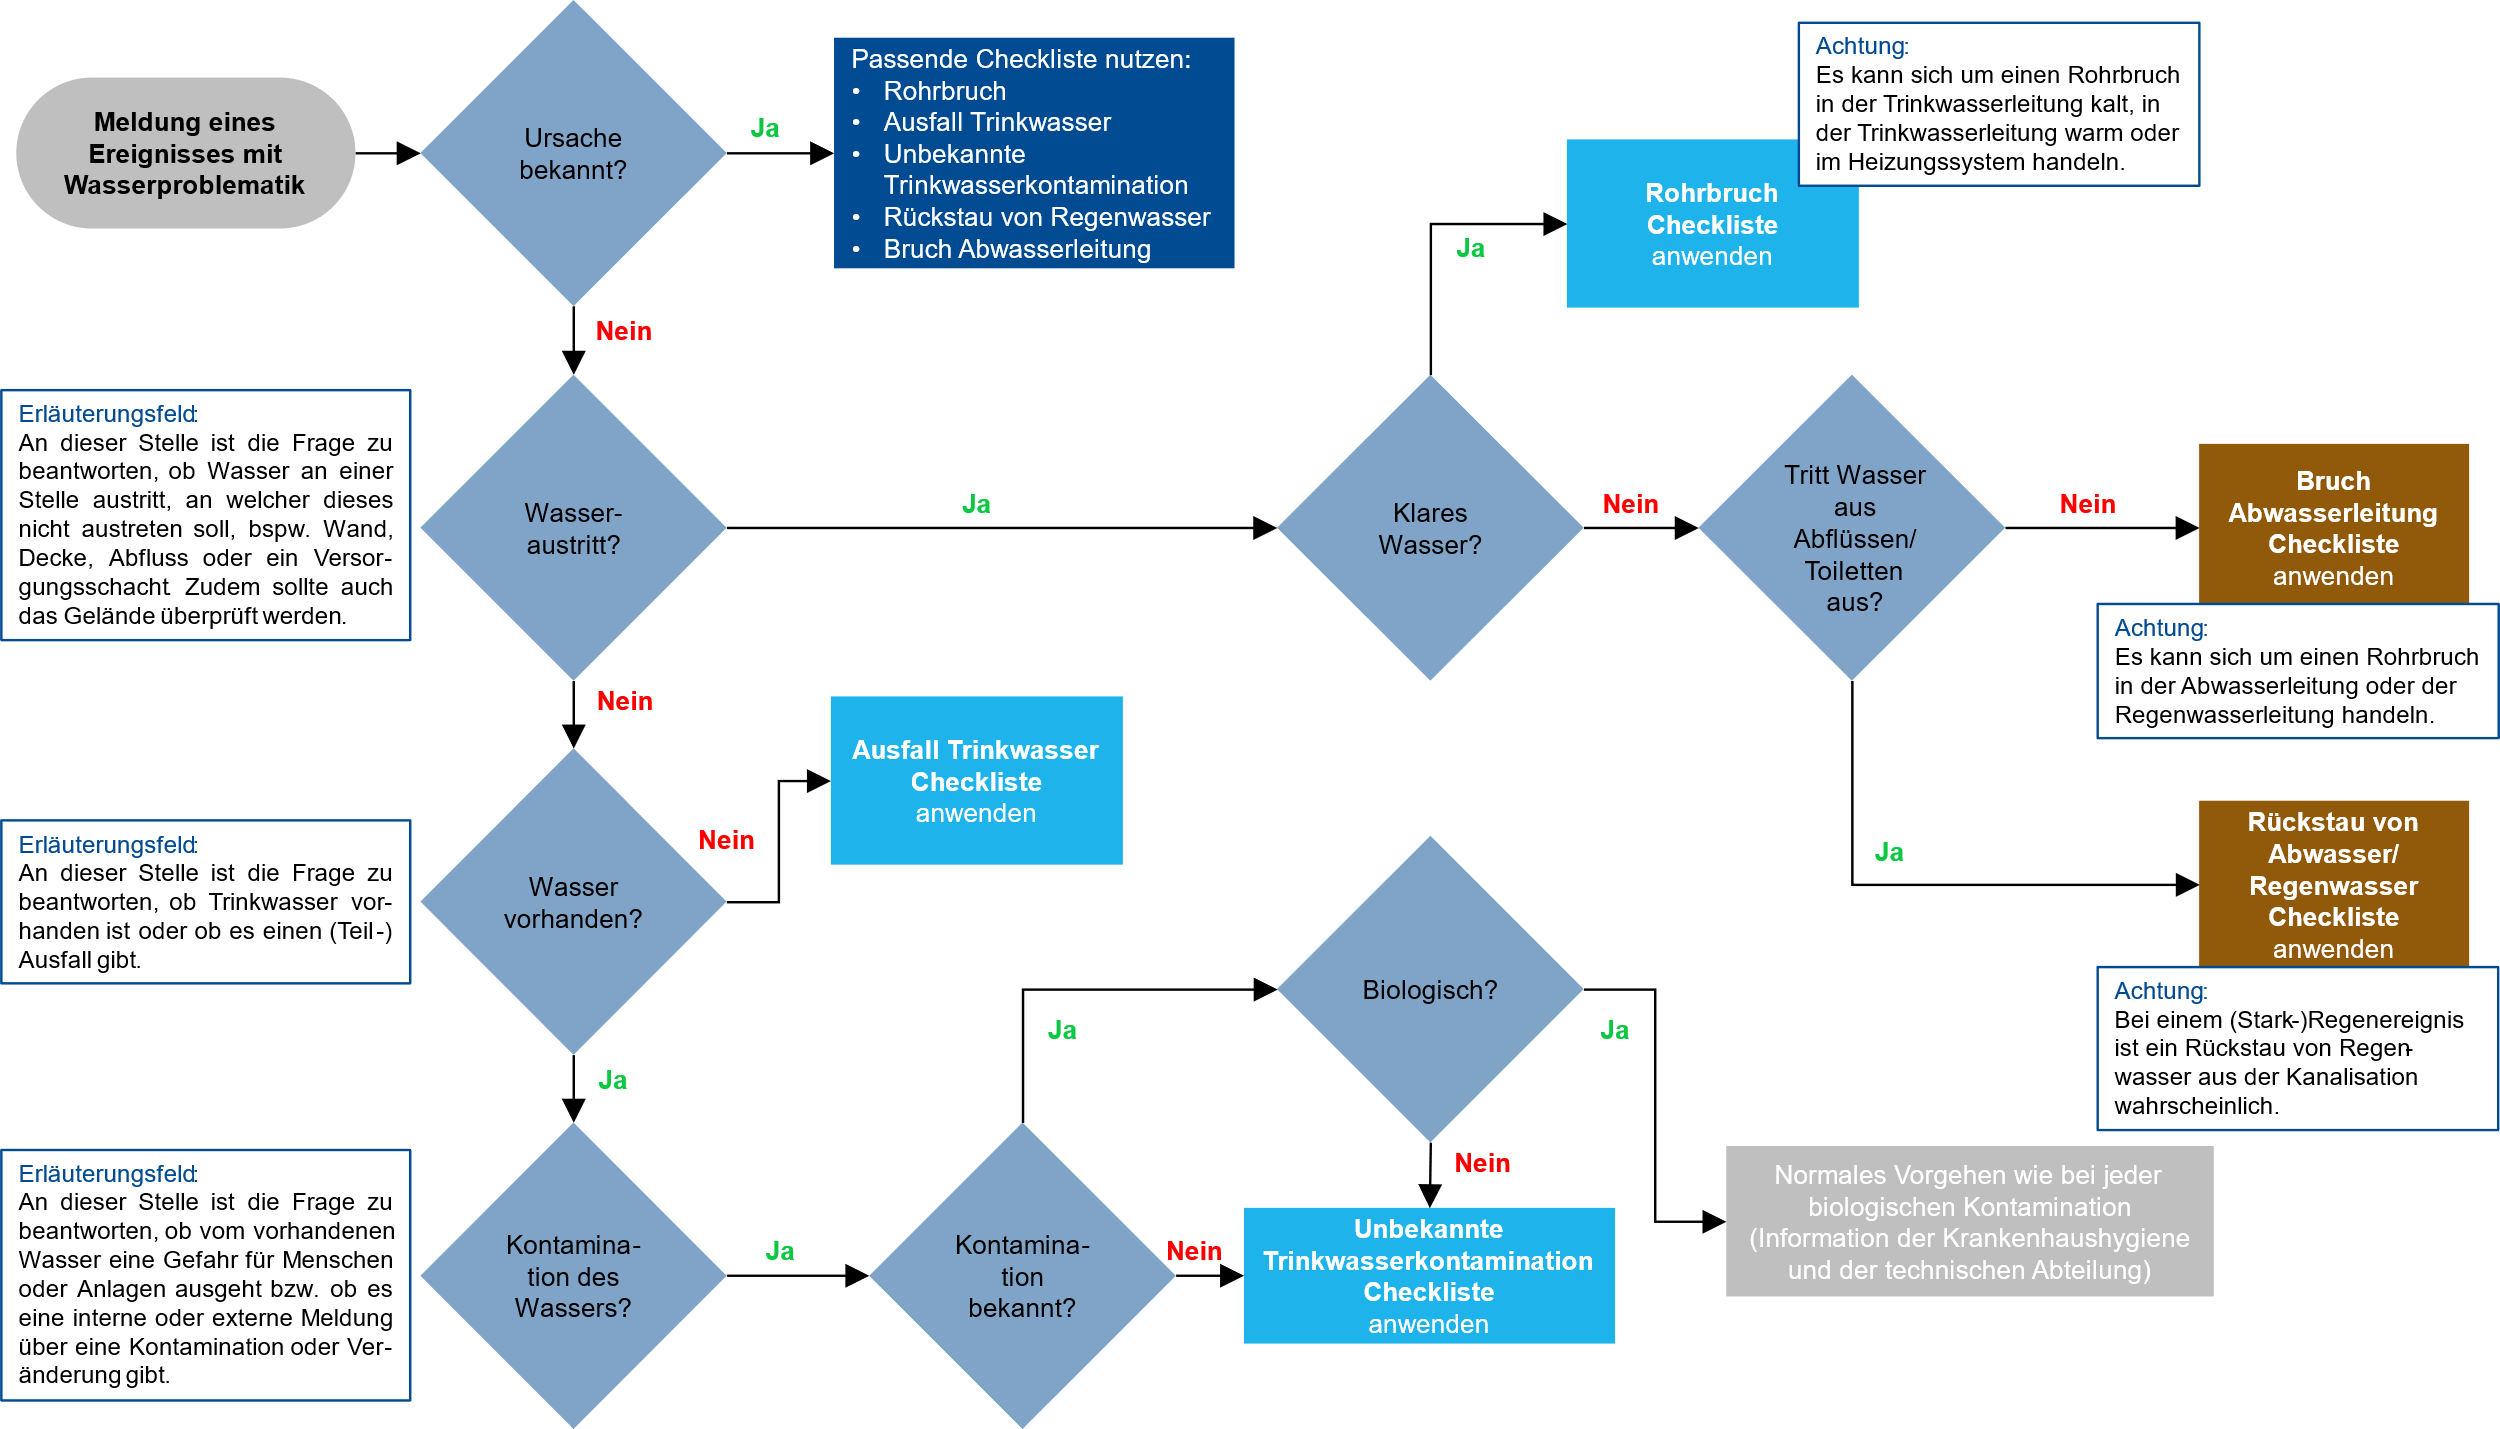 Meldung eines
Ereignisses mit
Wasserproblematik
Ursache
bekannt?
Ja
Passende Checkliste nutzen:
• Rohrbruch
• Ausfall Trinkwasser
• Unbekannte
Trinkwasserkontamination
• Rückstau von Regenwasser
• Bruch Abwasserleitung
Achtung:
Es kann sich um einen Rohrbruch
in der Trinkwasserleitung kalt, in
der Trinkwasserleitung warm oder
im Heizungssystem handeln.
Rohrbruch
Checkliste
anwenden
Ja
Nein
Erläuterungsfeld:
An dieser Stelle ist die Frage zu
beantworten, ob Wasser an einer
Stelle austritt, an welcher dieses
nicht austreten soll, bspw. Wand,
Decke, Abfluss oder ein Versor-
gungsschacht. Zudem sollte auch
das Gelände überprüft werden.
Wasser-
austritt?
Ja
Klares
Wasser?
Nein
Tritt Wasser
aus
Abflüssen/
Toiletten
aus?
Nein
Bruch
Abwasserleitung
Checkliste
anwenden
Achtung:
Es kann sich um einen Rohrbruch
in der Abwasserleitung oder der
Regenwasserleitung handeln.
Nein
Ausfall Trinkwasser
Checkliste
anwenden
Nein
Erläuterungsfeld:
An dieser Stelle ist die Frage zu
beantworten, ob Trinkwasser vor-
handen ist oder ob es einen (Teil-)
Ausfall gibt.
Wasser
vorhanden?
Ja
Rückstau von
Abwasser/
Regenwasser
Checkliste
anwenden
Achtung:
Bei einem (Stark-)Regenereignis
ist ein Rückstau von Regen-
wasser aus der Kanalisation
wahrscheinlich.
Biologisch?
Ja
Ja
Ja
Nein
Erläuterungsfeld:
An dieser Stelle ist die Frage zu
beantworten, ob vom vorhandenen
Wasser eine Gefahr für Menschen
oder Anlagen ausgeht bzw. ob es
eine interne oder externe Meldung
über eine Kontamination oder Ver-
änderung gibt.
Kontamina-
tion des
Wassers?
Ja
Kontamina-
tion
bekannt?
Nein
Unbekannte
Trinkwasserkontamination
Checkliste
anwenden
Normales Vorgehen wie bei jeder
biologischen Kontamination
(Information der Krankenhaushygiene
und der technischen Abteilung)